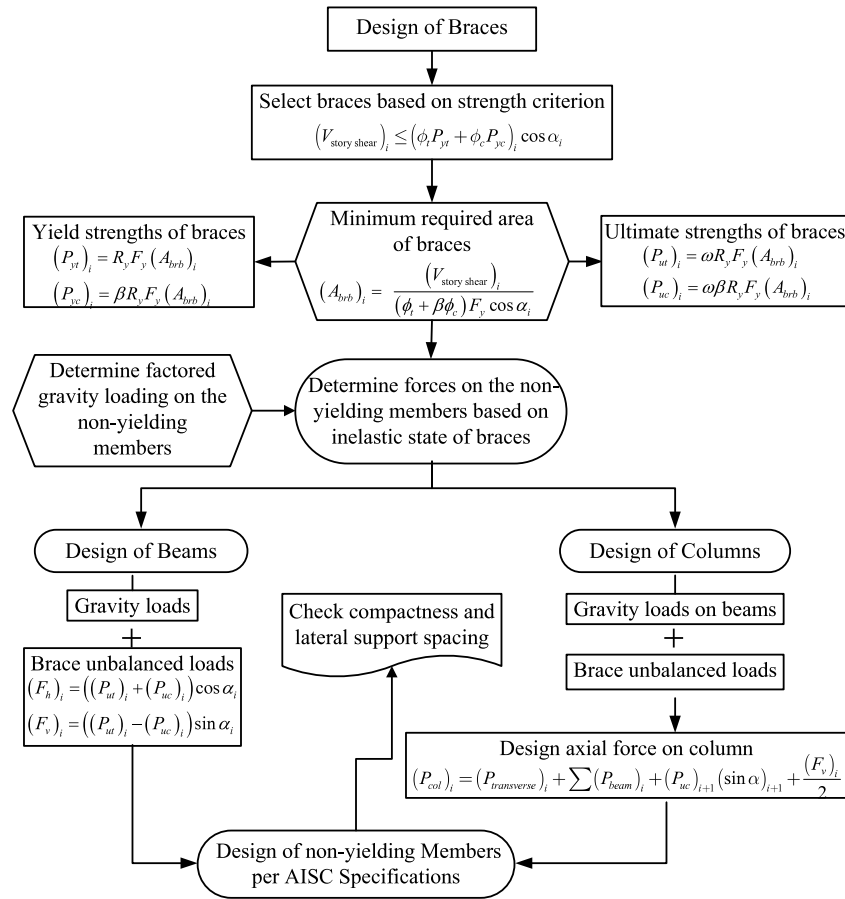 Design of Braces
Select braces based on strength criterion
(V_story shear)_i ≤ (ϕ_t P_yt + ϕ_c P_yc)_i cos α_i
Yield strengths of braces
(P_yt)_i = R_y F_y (A_brb)_i
(P_yc)_i = βR_y F_y (A_brb)_i
Minimum required area
of braces
(A_brb)_i = (V_story shear)_i / ((ϕ_t + βϕ_c) F_y cos α_i)
Ultimate strengths of braces
(P_ut)_i = ωR_y F_y (A_brb)_i
(P_uc)_i = ωβR_y F_y (A_brb)_i
Determine factored
gravity loading on the
non-yielding
members
Determine forces on the non-
yielding members based on
inelastic state of braces
Design of Beams
Gravity loads
+
Brace unbalanced loads
(F_h)_i = ((P_ut)_i + (P_uc)_i) cos α_i
(F_v)_i = ((P_ut)_i − (P_uc)_i) sin α_i
Check compactness and
lateral support spacing
Design of Columns
Gravity loads on beams
+
Brace unbalanced loads
Design axial force on column
(P_col)_i = (P_transverse)_i + ∑(P_beam)_i + (P_uc)_{i+1} (sin α)_{i+1} + (F_v)_i / 2
Design of non-yielding Members
per AISC Specifications